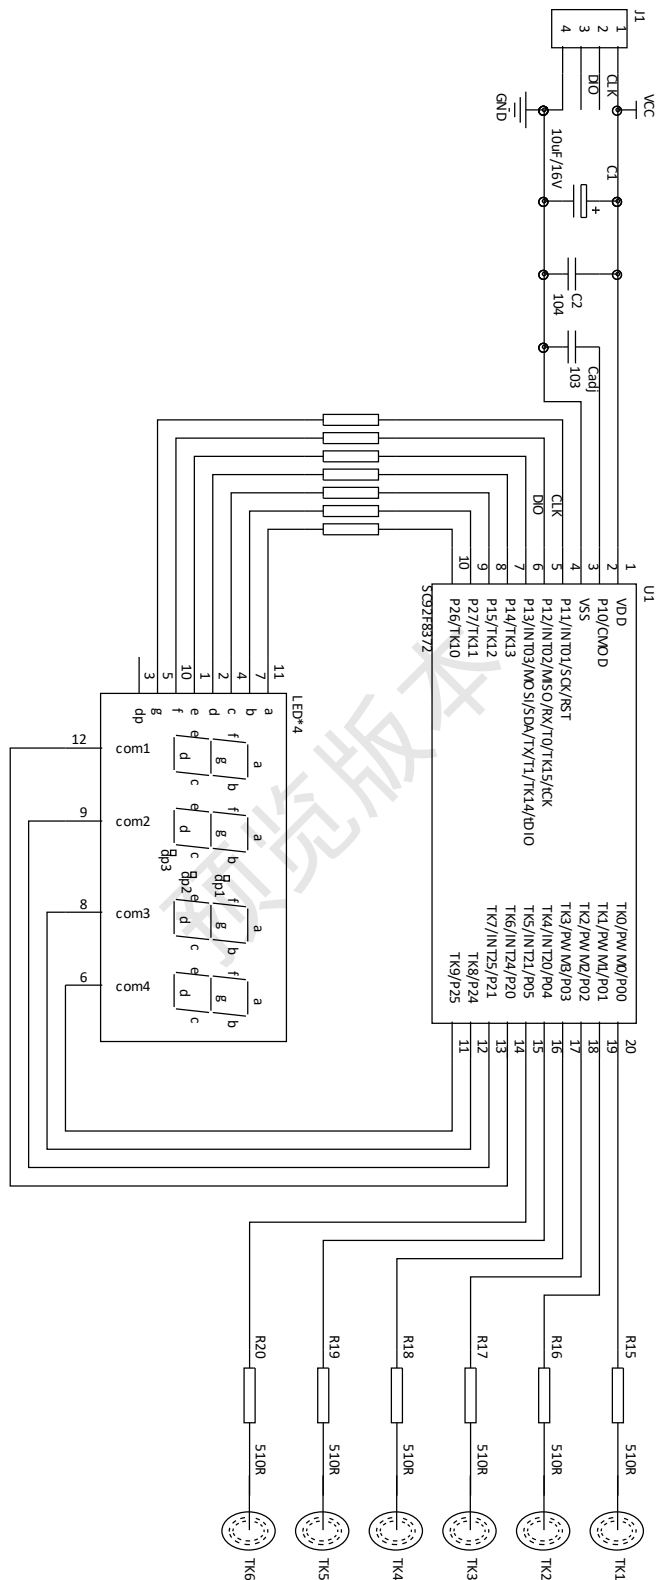 J1
1
2
3
4
CLK
DIO
VCC
GND
C1
10uF/16V
+
C2
104
Cadj
103
CLK
DIO
U1
SC92F8372
1
2
3
4
5
6
7
8
9
10
VDD
P10/CMOD
VSS
P11/INT01/SCK/RST
P12/INT02/MISO/RX/T0/TK15/tCK
P13/INT03/MOSI/SDA/TX/T1/TK14/tDIO
P14/TK13
P15/TK12
P27/TK11
P26/TK10
TK0/PWM0/P00
TK1/PWM1/P01
TK2/PWM2/P02
TK3/PWM3/P03
TK4/INT20/P04
TK5/INT21/P05
TK6/INT24/P20
TK7/INT25/P21
TK8/P24
TK9/P25
20
19
18
17
16
15
14
13
12
11
LED*4
11
7
4
2
1
10
5
3
a
b
c
d
e
f
g
dp
12
9
8
6
com1
com2
com3
com4
a
b
c
d
e
f
g
a
b
c
d
e
f
g
dp1
dp2
dp3
a
b
c
d
e
f
g
a
b
c
d
e
f
g
R15
R16
R17
R18
R19
R20
510R
510R
510R
510R
510R
510R
TK1
TK2
TK3
TK4
TK5
TK6
预览版本